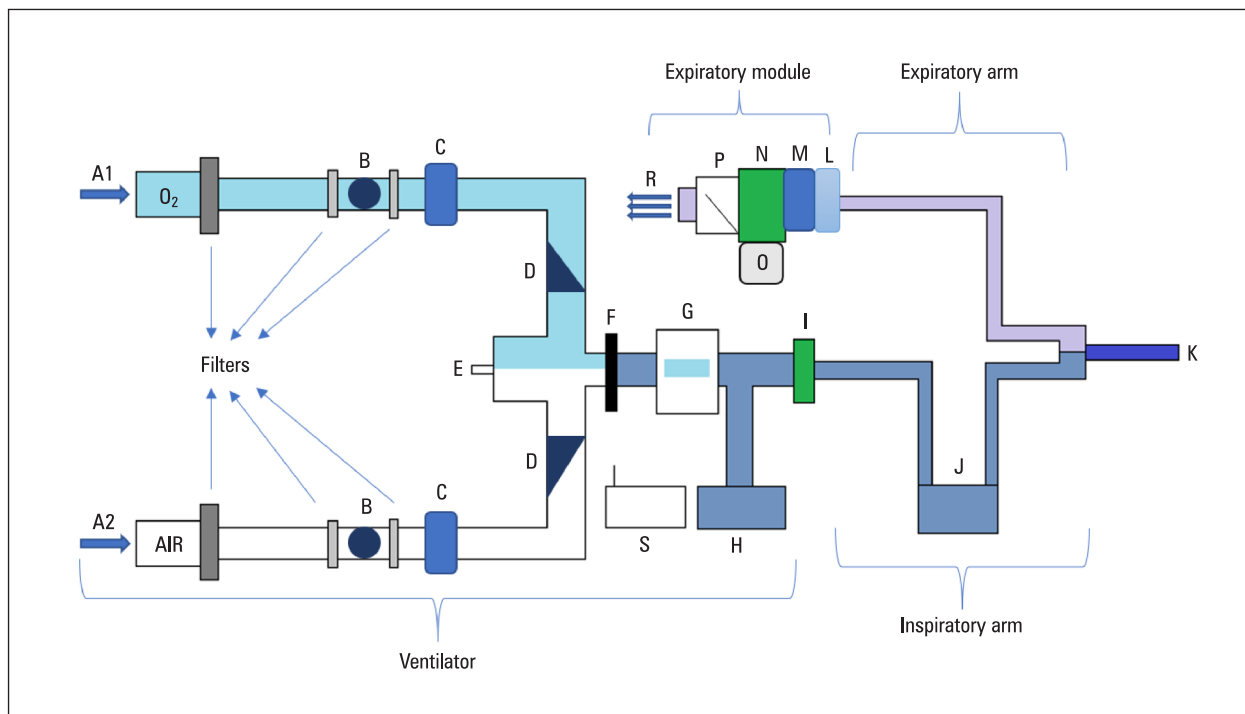 Expiratory module
Expiratory arm
A1
O2
B
C
R
P
N
M
L
O
D
Filters
E
F
G
I
K
D
J
A2
AIR
B
C
S
H
Inspiratory arm
Ventilator